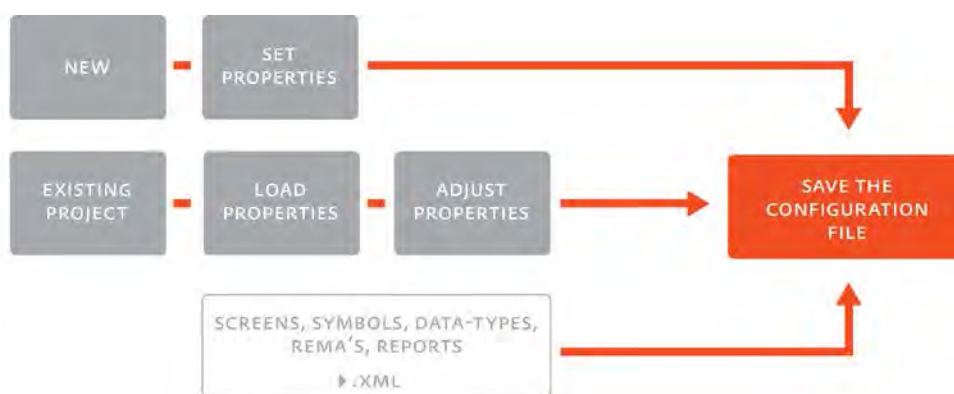 NEW
SET
PROPERTIES
EXISTING
PROJECT
LOAD
PROPERTIES
ADJUST
PROPERTIES
SAVE THE
CONFIGURATION
FILE
SCREENS, SYMBOLS, DATA-TYPES,
REMA'S, REPORTS
.XML